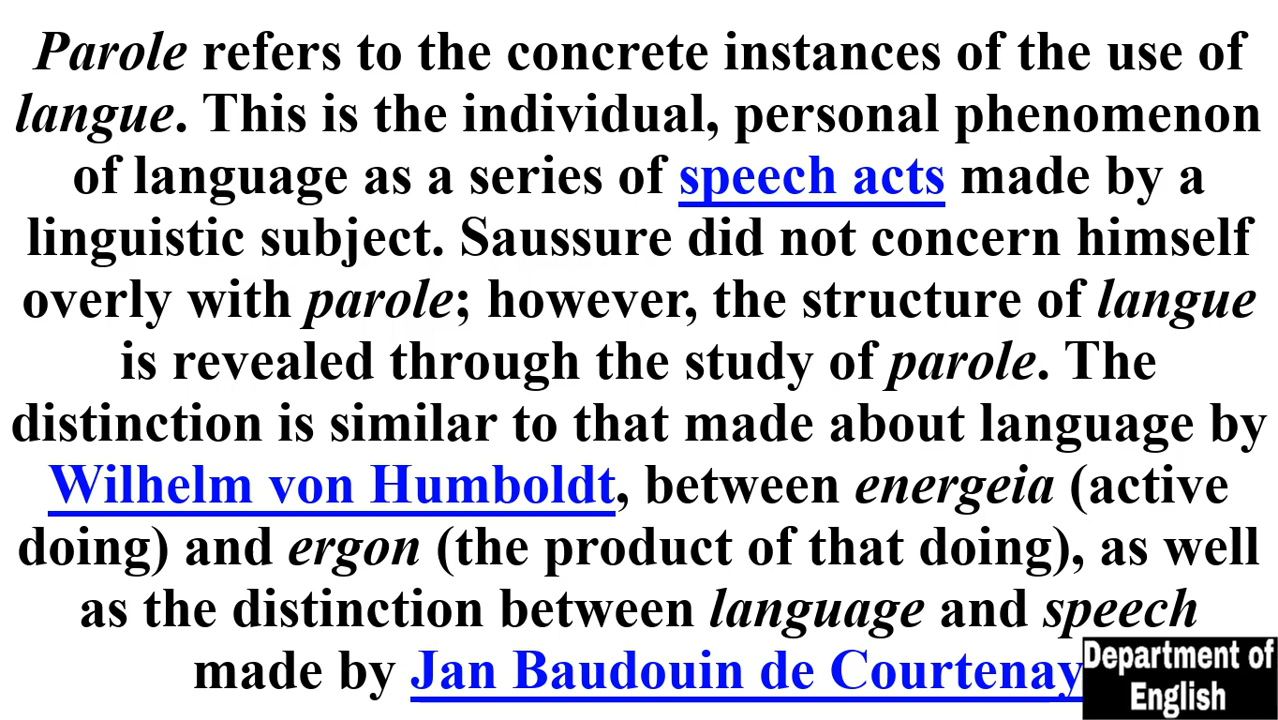 Parole refers to the concrete instances of the use of
langue. This is the individual, personal phenomenon
of language as a series of speech acts made by a
linguistic subject. Saussure did not concern himself
overly with parole; however, the structure of langue
is revealed through the study of parole. The
distinction is similar to that made about language by
Wilhelm von Humboldt, between energeia (active
doing) and ergon (the product of that doing), as well
as the distinction between language and speech
made by Jan Baudouin de Courtenay
Department of
English